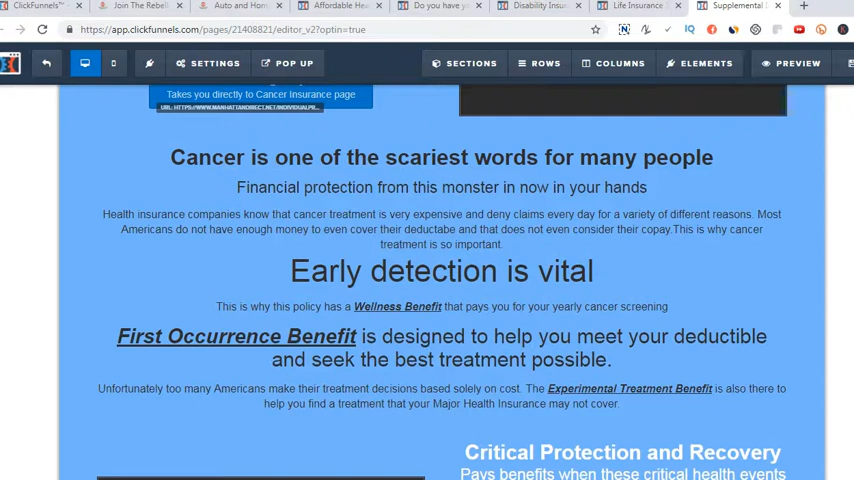 ClickFunnels™ × Join The Rebell × Auto and Hom × Affordable Hea × Do you have yo × Disability Insu × Life Insurance × Supplemental I × +
https://app.clickfunnels.com/pages/21408821/editor_v2?optin=true
SETTINGS POP UP SECTIONS ROWS COLUMNS ELEMENTS PREVIEW
Takes you directly to Cancer Insurance page
URL: HTTPS://WWW.MANHATTANDIRECT.NET/INDIVIDUALPR...
Cancer is one of the scariest words for many people
Financial protection from this monster in now in your hands
Health insurance companies know that cancer treatment is very expensive and deny claims every day for a variety of different reasons. Most
Americans do not have enough money to even cover their deductabe and that does not even consider their copay.This is why cancer
treatment is so important.
Early detection is vital
This is why this policy has a Wellness Benefit that pays you for your yearly cancer screening
First Occurrence Benefit is designed to help you meet your deductible
and seek the best treatment possible.
Unfortunately too many Americans make their treatment decisions based solely on cost. The Experimental Treatment Benefit is also there to
help you find a treatment that your Major Health Insurance may not cover.
Critical Protection and Recovery
Pays benefits when these critical health events